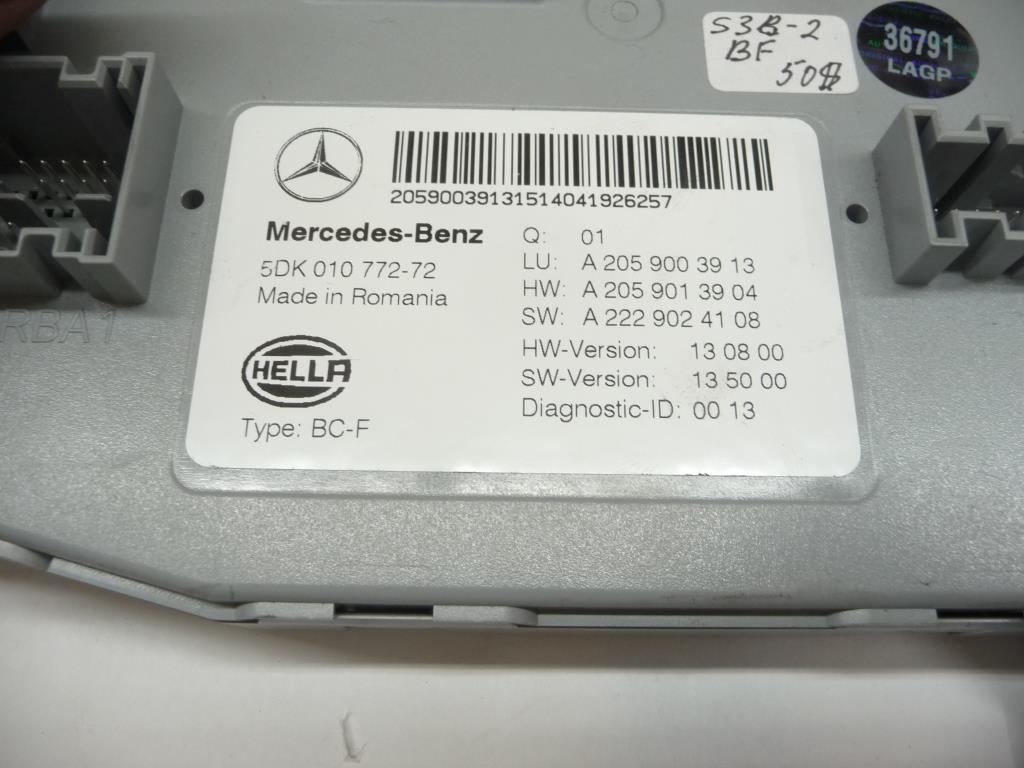 S3B-2
BF
50$
36791
LAGP
20590039131514041926257
Mercedes-Benz
5DK 010 772-72
Made in Romania
HELLA
Type: BC-F
Q: 01
LU: A 205 900 39 13
HW: A 205 901 39 04
SW: A 222 902 41 08
HW-Version: 13 08 00
SW-Version: 13 50 00
Diagnostic-ID: 00 13
RBA1